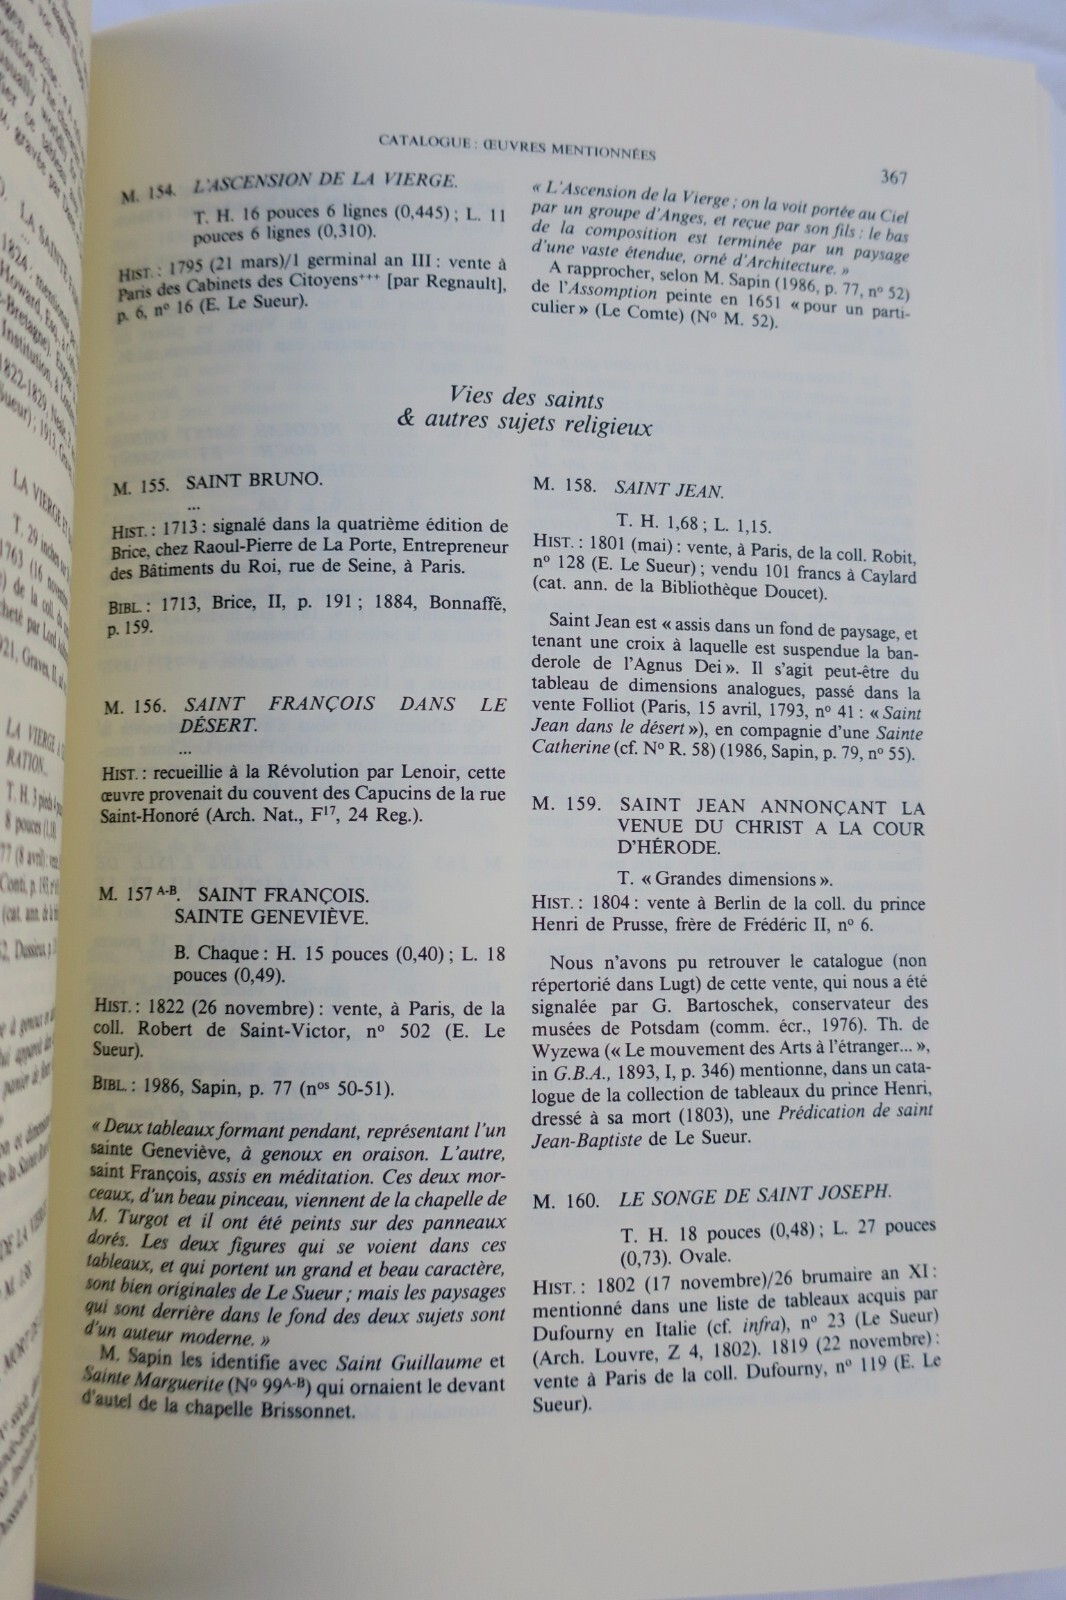 CATALOGUE : ŒUVRES MENTIONNÉES
367
M. 154. L'ASCENSION DE LA VIERGE.
T. H. 16 pouces 6 lignes (0,445) ; L. 11
pouces 6 lignes (0,310).
HIST. : 1795 (21 mars)/1 germinal an III : vente à
Paris des Cabinets des Citoyens+++ [par Regnault],
p. 6, nº 16 (E. Le Sueur).
« L'Ascension de la Vierge ; on la voit portée au Ciel
par un groupe d'Anges, et reçue par son fils : le bas
de la composition est terminée par un paysage
d'une vaste étendue, orné d'Architecture. »
A rapprocher, selon M. Sapin (1986, p. 77, nº 52)
de l'Assomption peinte en 1651 « pour un parti-
culier » (Le Comte) (Nº M. 52).
Vies des saints
& autres sujets religieux
M. 155. SAINT BRUNO.
...
HIST. : 1713 : signalé dans la quatrième édition de
Brice, chez Raoul-Pierre de La Porte, Entrepreneur
des Bâtiments du Roi, rue de Seine, à Paris.
BIBL. : 1713, Brice, II, p. 191 ; 1884, Bonnaffé,
p. 159.
M. 156. SAINT FRANÇOIS DANS LE
DÉSERT.
...
HIST. : recueillie à la Révolution par Lenoir, cette
œuvre provenait du couvent des Capucins de la rue
Saint-Honoré (Arch. Nat., F17, 24 Reg.).
M. 157 A-B. SAINT FRANÇOIS.
SAINTE GENEVIÈVE.
B. Chaque : H. 15 pouces (0,40) ; L. 18
pouces (0,49).
HIST. : 1822 (26 novembre) : vente, à Paris, de la
coll. Robert de Saint-Victor, nº 502 (E. Le
Sueur).
BIBL. : 1986, Sapin, p. 77 (nos 50-51).
« Deux tableaux formant pendant, représentant l'un
sainte Geneviève, à genoux en oraison. L'autre,
saint François, assis en méditation. Ces deux mor-
ceaux, d'un beau pinceau, viennent de la chapelle de
M. Turgot et il ont été peints sur des panneaux
dorés. Les deux figures qui se voient dans ces
tableaux, et qui portent un grand et beau caractère,
sont bien originales de Le Sueur ; mais les paysages
qui sont derrière dans le fond des deux sujets sont
d'un auteur moderne. »
M. Sapin les identifie avec Saint Guillaume et
Sainte Marguerite (Nº 99A-B) qui ornaient le devant
d'autel de la chapelle Brissonnet.
M. 158. SAINT JEAN.
T. H. 1,68 ; L. 1,15.
HIST. : 1801 (mai) : vente, à Paris, de la coll. Robit,
nº 128 (E. Le Sueur) ; vendu 101 francs à Caylard
(cat. ann. de la Bibliothèque Doucet).
Saint Jean est « assis dans un fond de paysage, et
tenant une croix à laquelle est suspendue la ban-
derole de l'Agnus Dei ». Il s'agit peut-être du
tableau de dimensions analogues, passé dans la
vente Folliot (Paris, 15 avril, 1793, nº 41 : « Saint
Jean dans le désert »), en compagnie d'une Sainte
Catherine (cf. Nº R. 58) (1986, Sapin, p. 79, nº 55).
M. 159. SAINT JEAN ANNONÇANT LA
VENUE DU CHRIST A LA COUR
D'HÉRODE.
T. « Grandes dimensions ».
HIST. : 1804 : vente à Berlin de la coll. du prince
Henri de Prusse, frère de Frédéric II, nº 6.
Nous n'avons pu retrouver le catalogue (non
répertorié dans Lugt) de cette vente, qui nous a été
signalée par G. Bartoschek, conservateur des
musées de Potsdam (comm. écr., 1976). Th. de
Wyzewa (« Le mouvement des Arts à l'étranger... »,
in G.B.A., 1893, I, p. 346) mentionne, dans un cata-
logue de la collection de tableaux du prince Henri,
dressé à sa mort (1803), une Prédication de saint
Jean-Baptiste de Le Sueur.
M. 160. LE SONGE DE SAINT JOSEPH.
T. H. 18 pouces (0,48) ; L. 27 pouces
(0,73). Ovale.
HIST. : 1802 (17 novembre)/26 brumaire an XI :
mentionné dans une liste de tableaux acquis par
Dufourny en Italie (cf. infra), nº 23 (Le Sueur)
(Arch. Louvre, Z 4, 1802). 1819 (22 novembre) :
vente à Paris de la coll. Dufourny, nº 119 (E. Le
Sueur).